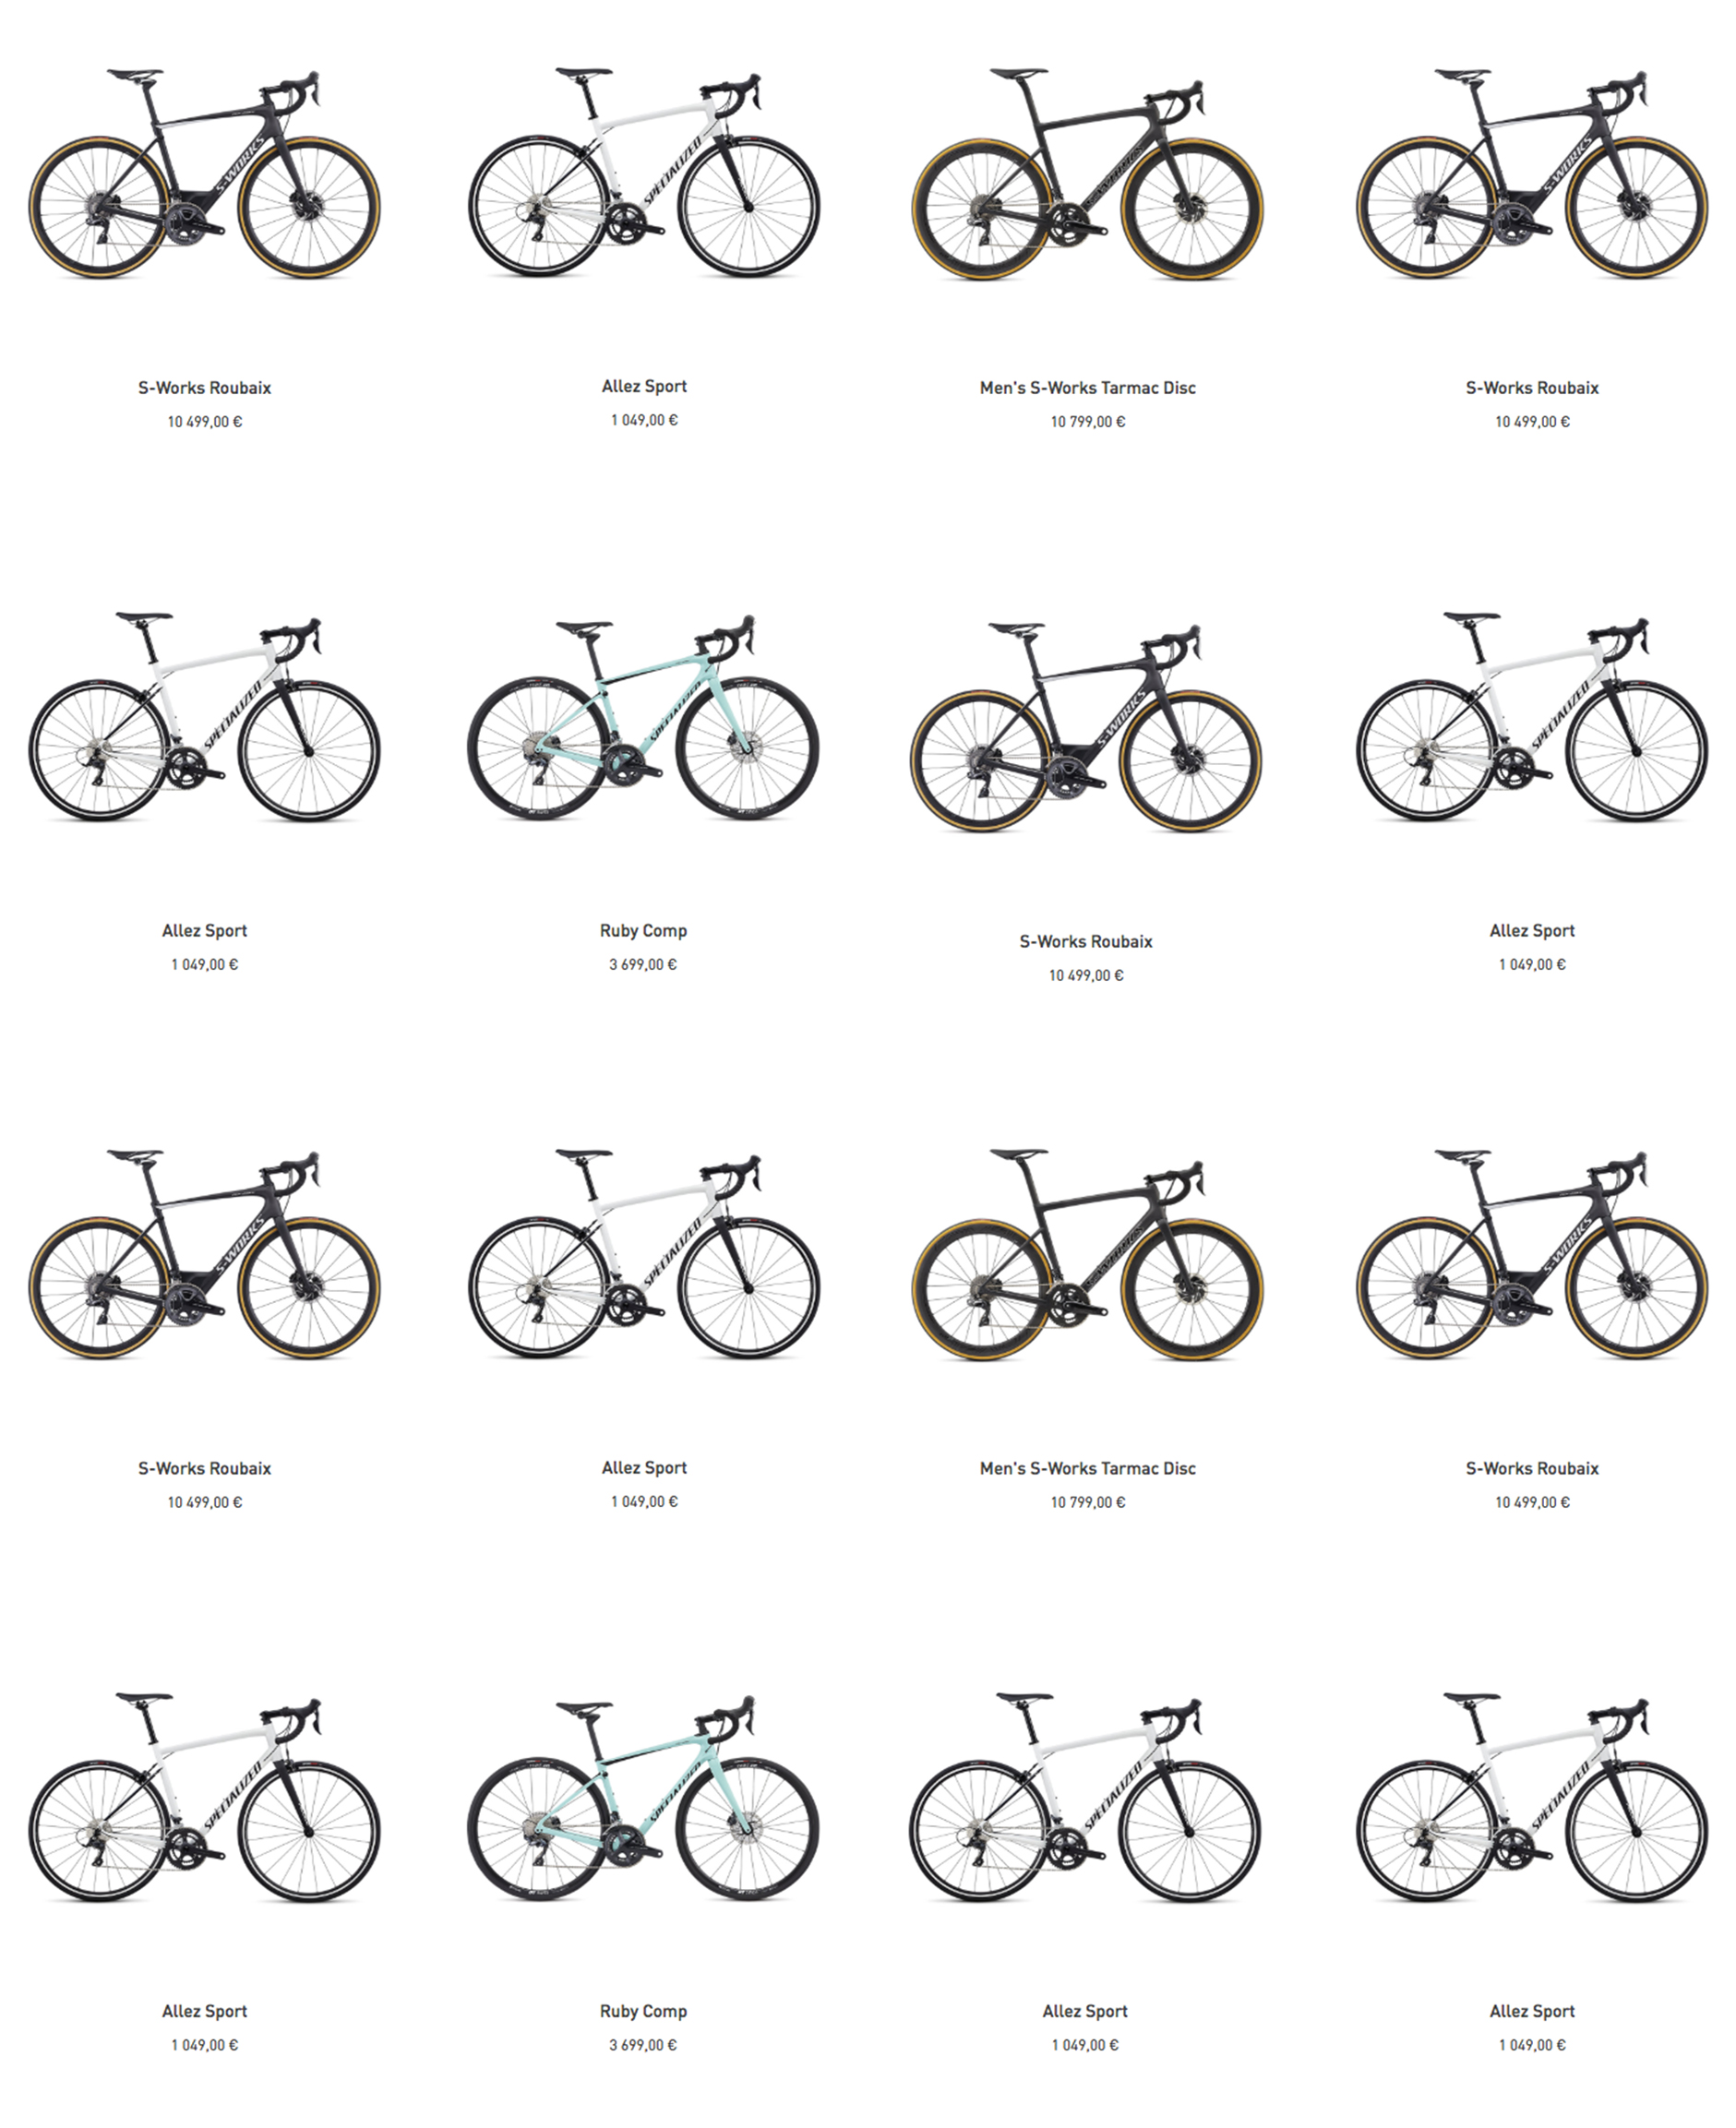 S-WORKS
SPECIALIZED
S-WORKS
S-WORKS
S-Works Roubaix
Allez Sport
Men's S-Works Tarmac Disc
S-Works Roubaix
10 499,00 €
1 049,00 €
10 799,00 €
10 499,00 €
SPECIALIZED
SPECIALIZED
S-WORKS
SPECIALIZED
Allez Sport
Ruby Comp
S-Works Roubaix
Allez Sport
1 049,00 €
3 699,00 €
10 499,00 €
1 049,00 €
S-WORKS
SPECIALIZED
S-WORKS
S-WORKS
S-Works Roubaix
Allez Sport
Men's S-Works Tarmac Disc
S-Works Roubaix
10 499,00 €
1 049,00 €
10 799,00 €
10 499,00 €
SPECIALIZED
SPECIALIZED
SPECIALIZED
SPECIALIZED
Allez Sport
Ruby Comp
Allez Sport
Allez Sport
1 049,00 €
3 699,00 €
1 049,00 €
1 049,00 €